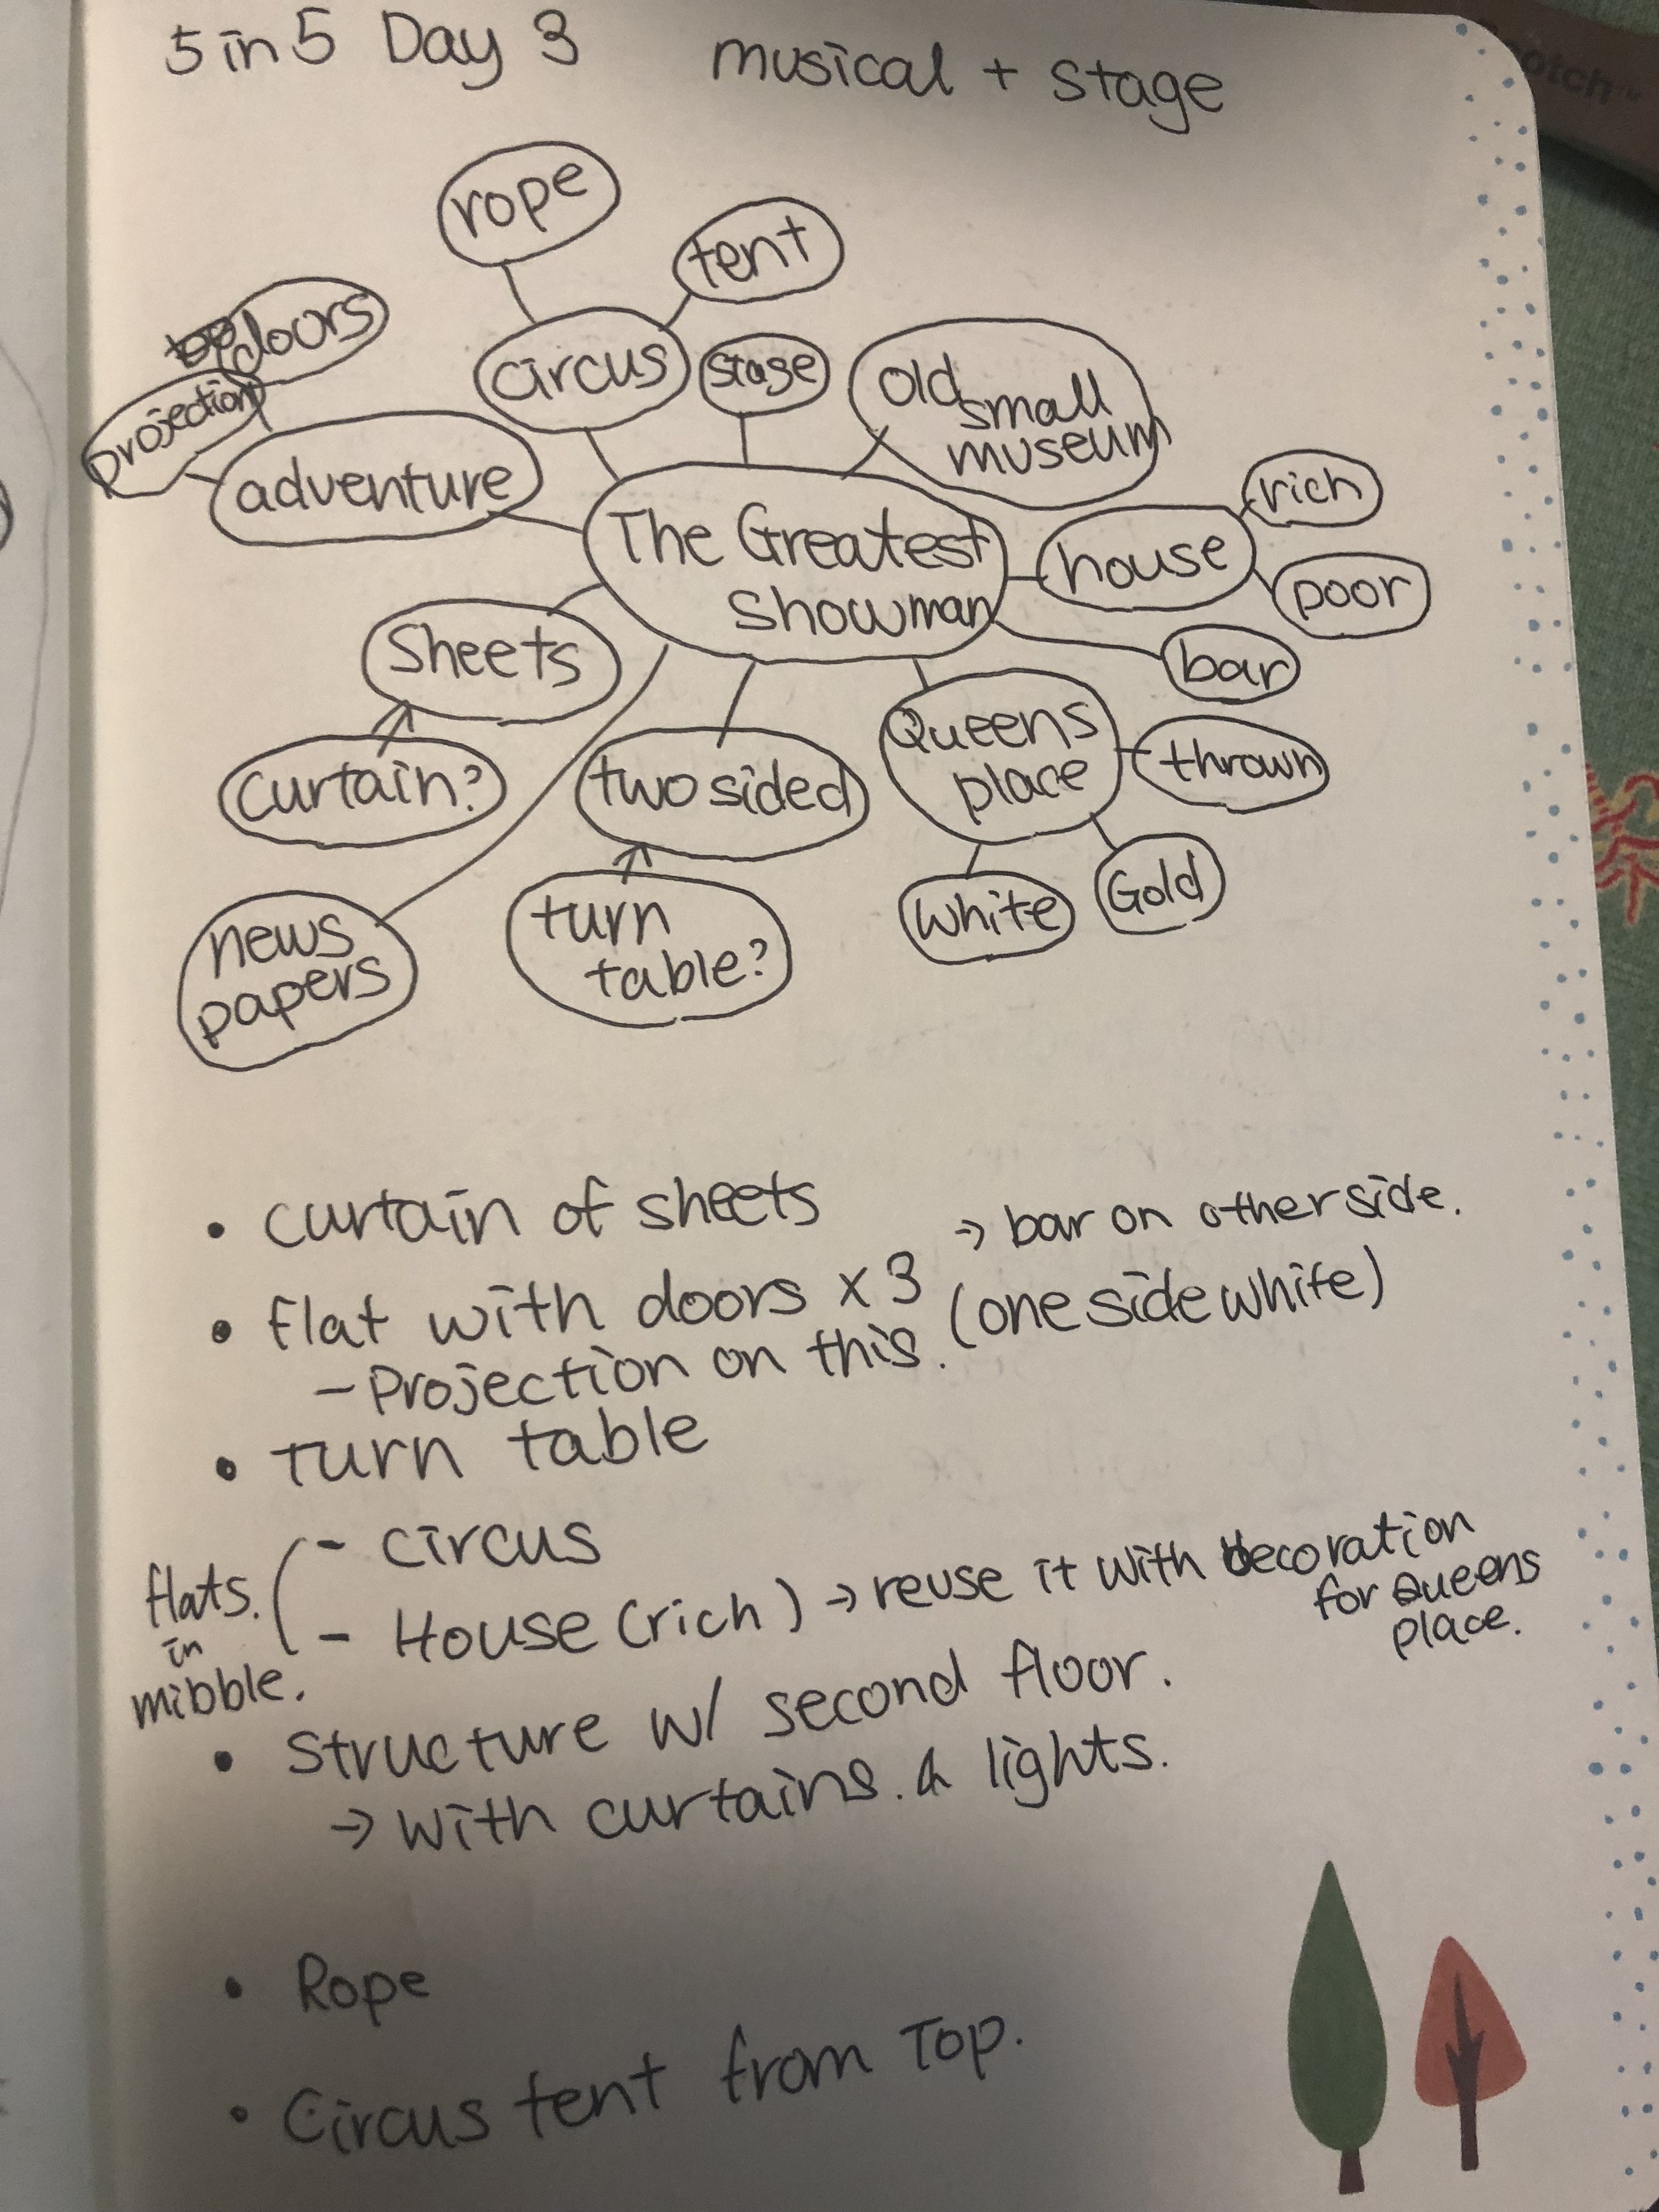 5 in 5 Day 3 musical + stage
rope
tent
doors
projection
circus
stage
old small
museum
adventure
rich
The Greatest
Showman
house
poor
Sheets
bar
curtain?
two sided
Queens
place
thrown
news
papers
turn
table?
white
Gold
• curtain of sheets
→ bar on other side.
• flat with doors x 3 (one side white)
– Projection on this.
• Turn table
flats.
in
mibble.
- circus
- House (rich) → reuse it with decoration
for Queens
place.
• Structure w/ second floor.
→ with curtains. & lights.
• Rope
• Circus tent from Top.